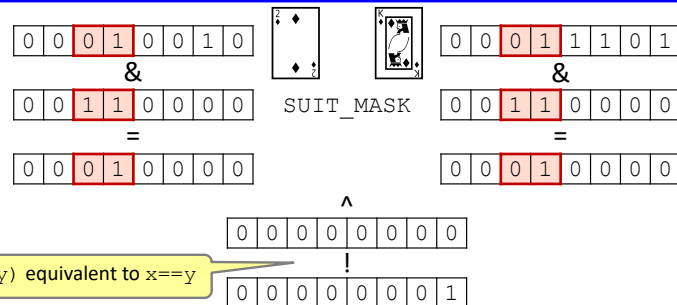 0 0 0 1 0 0 1 0
2
2
K
K
0 0 0 1 1 1 0 1
&
&
0 0 1 1 0 0 0 0
SUIT_MASK
0 0 1 1 0 0 0 0
=
=
0 0 0 1 0 0 0 0
0 0 0 1 0 0 0 0
^
0 0 0 0 0 0 0 0
!
y) equivalent to x==y
0 0 0 0 0 0 0 1